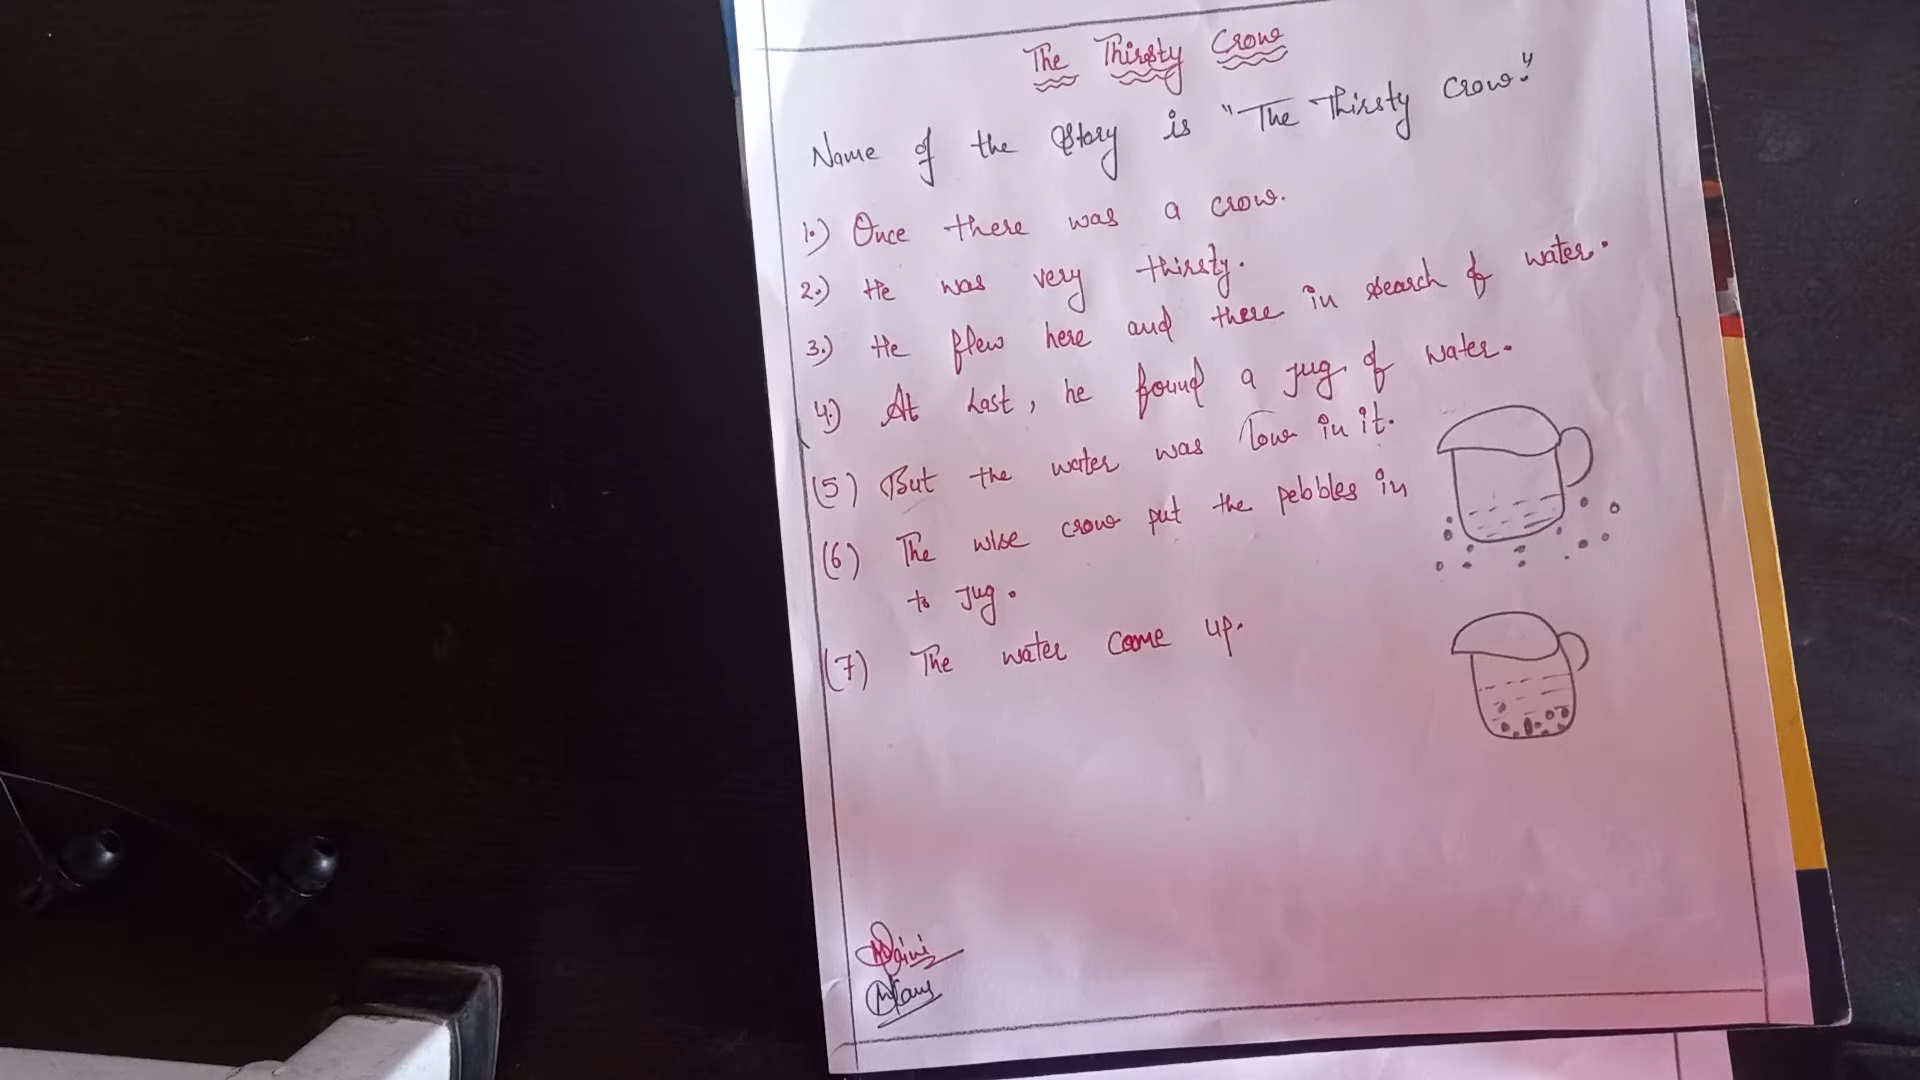 The Thirsty Crow
Name of the Story is "The Thirsty Crow."
1.) Once there was a crow.
2.) He was very thirsty.
3.) He flew here and there in search of water.
4.) At Last, he found a jug of water.
(5) But the water was low in it.
(6) The wise crow put the pebbles in
to jug.
(7) The water come up.